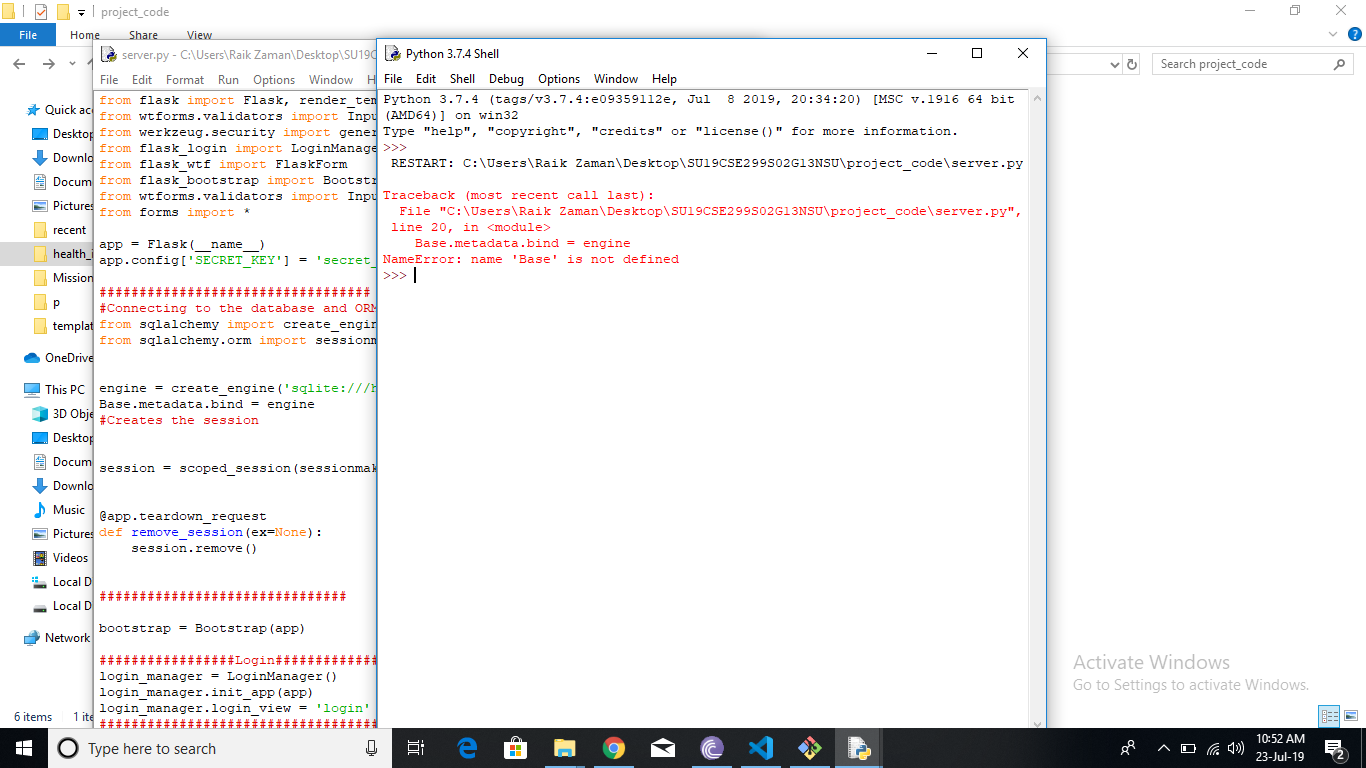 project_code
File
Home
Share
View
Search project_code
Quick
Desktop
Music
Pictures
recent
Mission
p
OneDrive
This PC
Desktop
Music
Pictures
Videos
Local D
Local D
Network
6 items
server.py - C:\Users\Raik Zaman\Desktop\SU19C
File Edit Format Run Options Window H
from flask import Flask, render_tem
from wtforms.validators import Inpu
from werkzeug.security import gener
from flask_login import LoginManage
from flask_wtf import FlaskForm
from flask_bootstrap import Bootstr
from wtforms.validators import Inpu
from forms import *
app = Flask(__name__)
app.config['SECRET_KEY'] = 'secret_
##################################
#Connecting to the database and ORM
from sqlalchemy import create_engin
from sqlalchemy.orm import sessionm
engine = create_engine('sqlite:///h
Base.metadata.bind = engine
#Creates the session
session = scoped_session(sessionmak
@app.teardown_request
def remove_session(ex=None):
session.remove()
###############################
bootstrap = Bootstrap(app)
#################Login#############
login_manager = LoginManager()
login_manager.init_app(app)
login_manager.login_view = 'login'
###################################
Python 3.7.4 Shell
File Edit Shell Debug Options Window Help
Python 3.7.4 (tags/v3.7.4:e09359112e, Jul 8 2019, 20:34:20) [MSC v.1916 64 bit
(AMD64)] on win32
Type "help", "copyright", "credits" or "license()" for more information.
>>>
RESTART: C:\Users\Raik Zaman\Desktop\SU19CSE299S02G13NSU\project_code\server.py
Traceback (most recent call last):
File "C:\Users\Raik Zaman\Desktop\SU19CSE299S02G13NSU\project_code\server.py",
line 20, in <module>
Base.metadata.bind = engine
NameError: name 'Base' is not defined
>>>
Activate Windows
Go to Settings to activate Windows.
Type here to search
10:52 AM
23-Jul-19
2